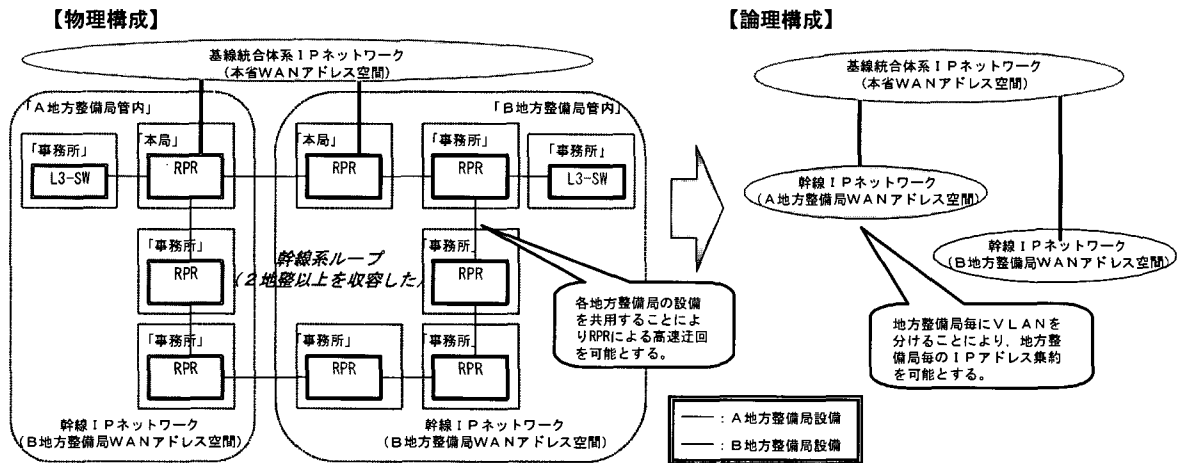 【物理構成】
基線統合体系IPネットワーク
(本省WANアドレス空間)
「A地方整備局管内」
「B地方整備局管内」
「事務所」
L3-SW
「本局」
RPR
「本局」
RPR
「事務所」
RPR
「事務所」
L3-SW
「事務所」
RPR
幹線系ループ
(2地整以上を収容した)
「事務所」
RPR
各地方整備局の設備
を共用することによ
りRPRによる高速迂回
を可能とする。
「事務所」
RPR
「事務所」
RPR
「事務所」
RPR
幹線IPネットワーク
(B地方整備局WANアドレス空間)
幹線IPネットワーク
(B地方整備局WANアドレス空間)
【論理構成】
基線統合体系IPネットワーク
(本省WANアドレス空間)
幹線IPネットワーク
(A地方整備局WANアドレス空間)
幹線IPネットワーク
(B地方整備局WANアドレス空間)
地方整備局毎にVLANを
分けることにより、地方整
備局毎のIPアドレス集約
を可能とする。
:A地方整備局設備
:B地方整備局設備